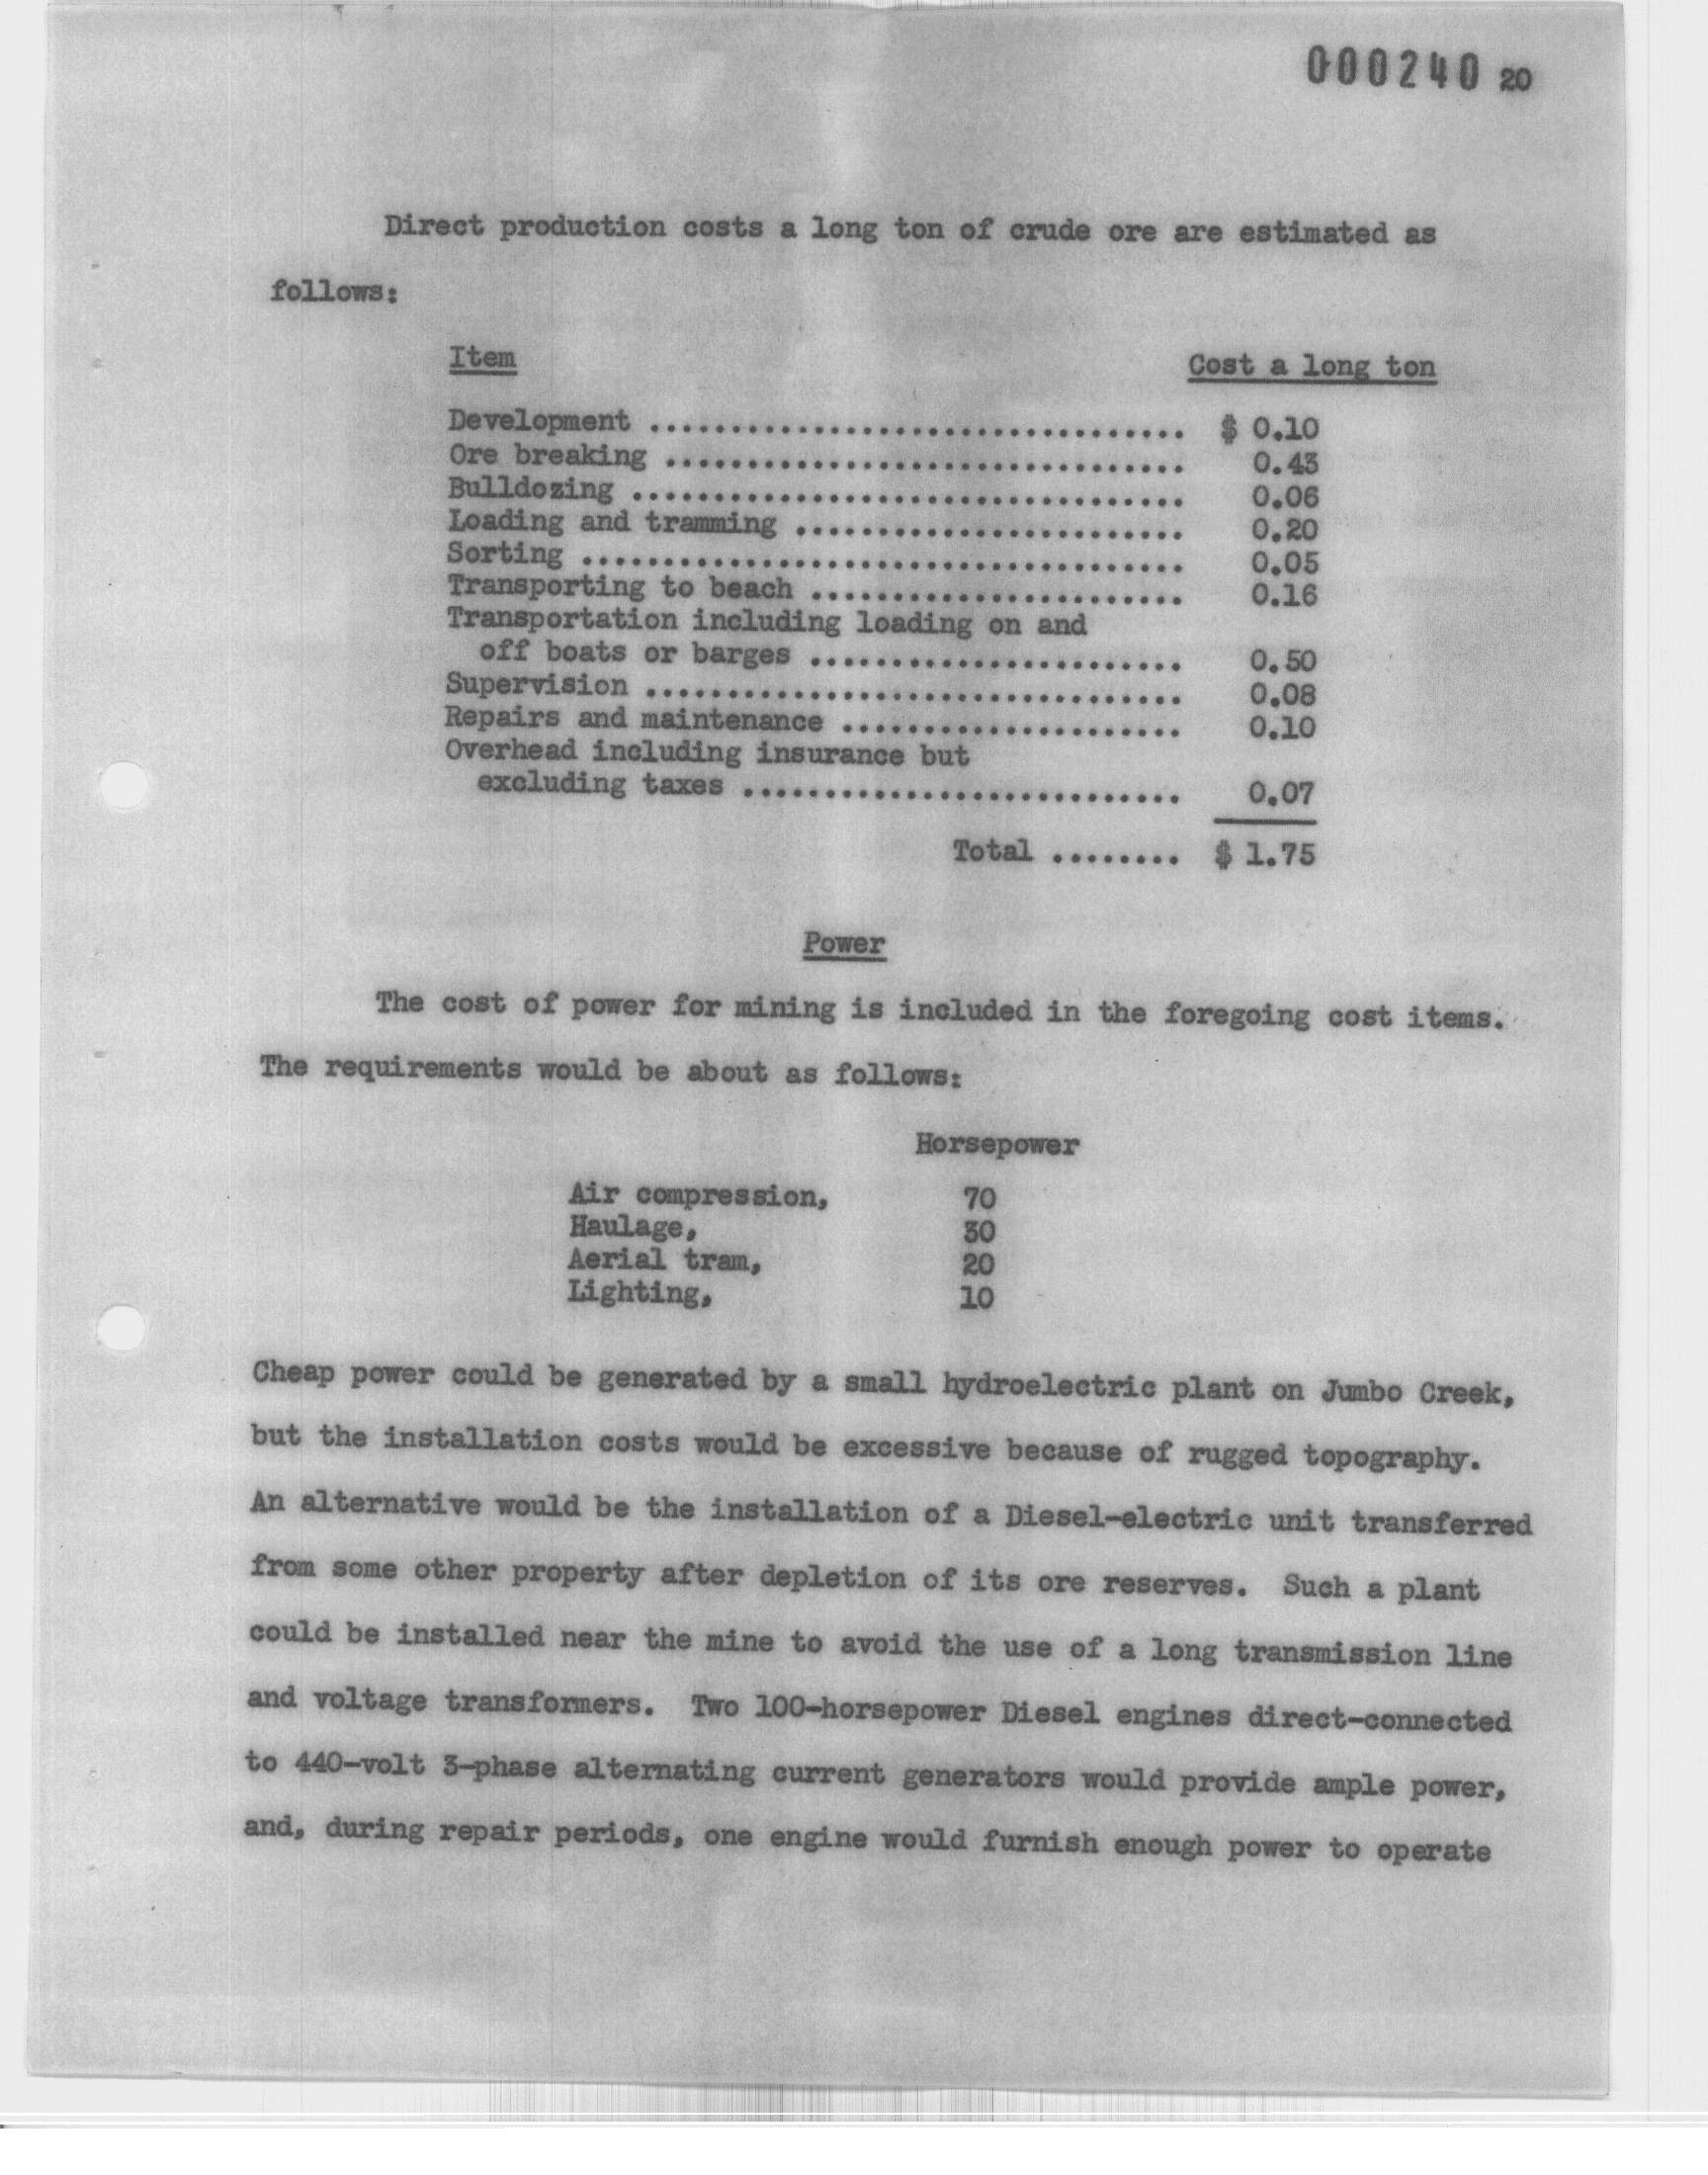 000240 20
Direct production costs a long ton of crude ore are estimated as
follows:
Item Cost a long ton
Development ................................. $ 0.10
Ore breaking ................................ 0.43
Bulldozing .................................. 0.06
Loading and tramming ........................ 0.20
Sorting ..................................... 0.05
Transporting to beach ....................... 0.16
Transportation including loading on and
off boats or barges ....................... 0.50
Supervision ................................. 0.08
Repairs and maintenance ..................... 0.10
Overhead including insurance but
excluding taxes ........................... 0.07
Total ........ $ 1.75
Power
The cost of power for mining is included in the foregoing cost items.
The requirements would be about as follows:
Horsepower
Air compression, 70
Haulage, 30
Aerial tram, 20
Lighting, 10
Cheap power could be generated by a small hydroelectric plant on Jumbo Creek,
but the installation costs would be excessive because of rugged topography.
An alternative would be the installation of a Diesel-electric unit transferred
from some other property after depletion of its ore reserves. Such a plant
could be installed near the mine to avoid the use of a long transmission line
and voltage transformers. Two 100-horsepower Diesel engines direct-connected
to 440-volt 3-phase alternating current generators would provide ample power,
and, during repair periods, one engine would furnish enough power to operate